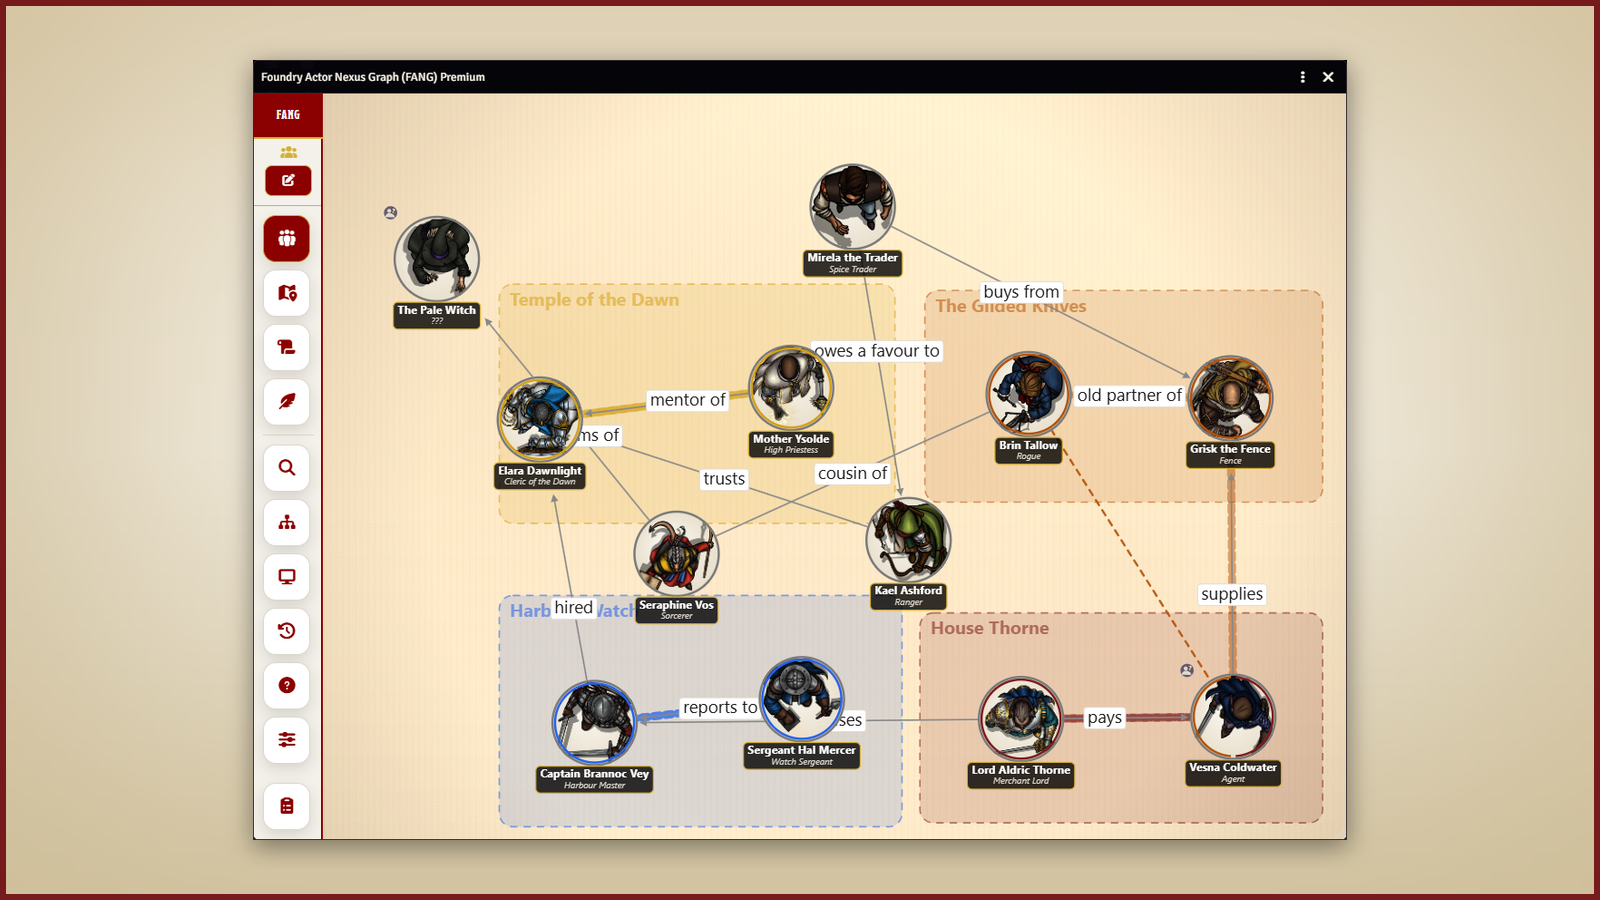 Foundry Actor Nexus Graph (FANG) Premium
FANG
Mirela the Trader
Spice Trader
The Pale Witch
???
Temple of the Dawn
buys from
The Gilded Knives
owes a favour to
mentor of
old partner of
Mother Ysolde
High Priestess
ms of
Brin Tallow
Rogue
Grisk the Fence
Fence
Elara Dawnlight
Cleric of the Dawn
trusts
cousin of
Kael Ashford
Ranger
supplies
Seraphine Vos
Sorcerer
hired
House Thorne
reports to
ses
pays
Sergeant Hal Mercer
Watch Sergeant
Captain Brannoc Vey
Harbour Master
Lord Aldric Thorne
Merchant Lord
Vesna Coldwater
Agent